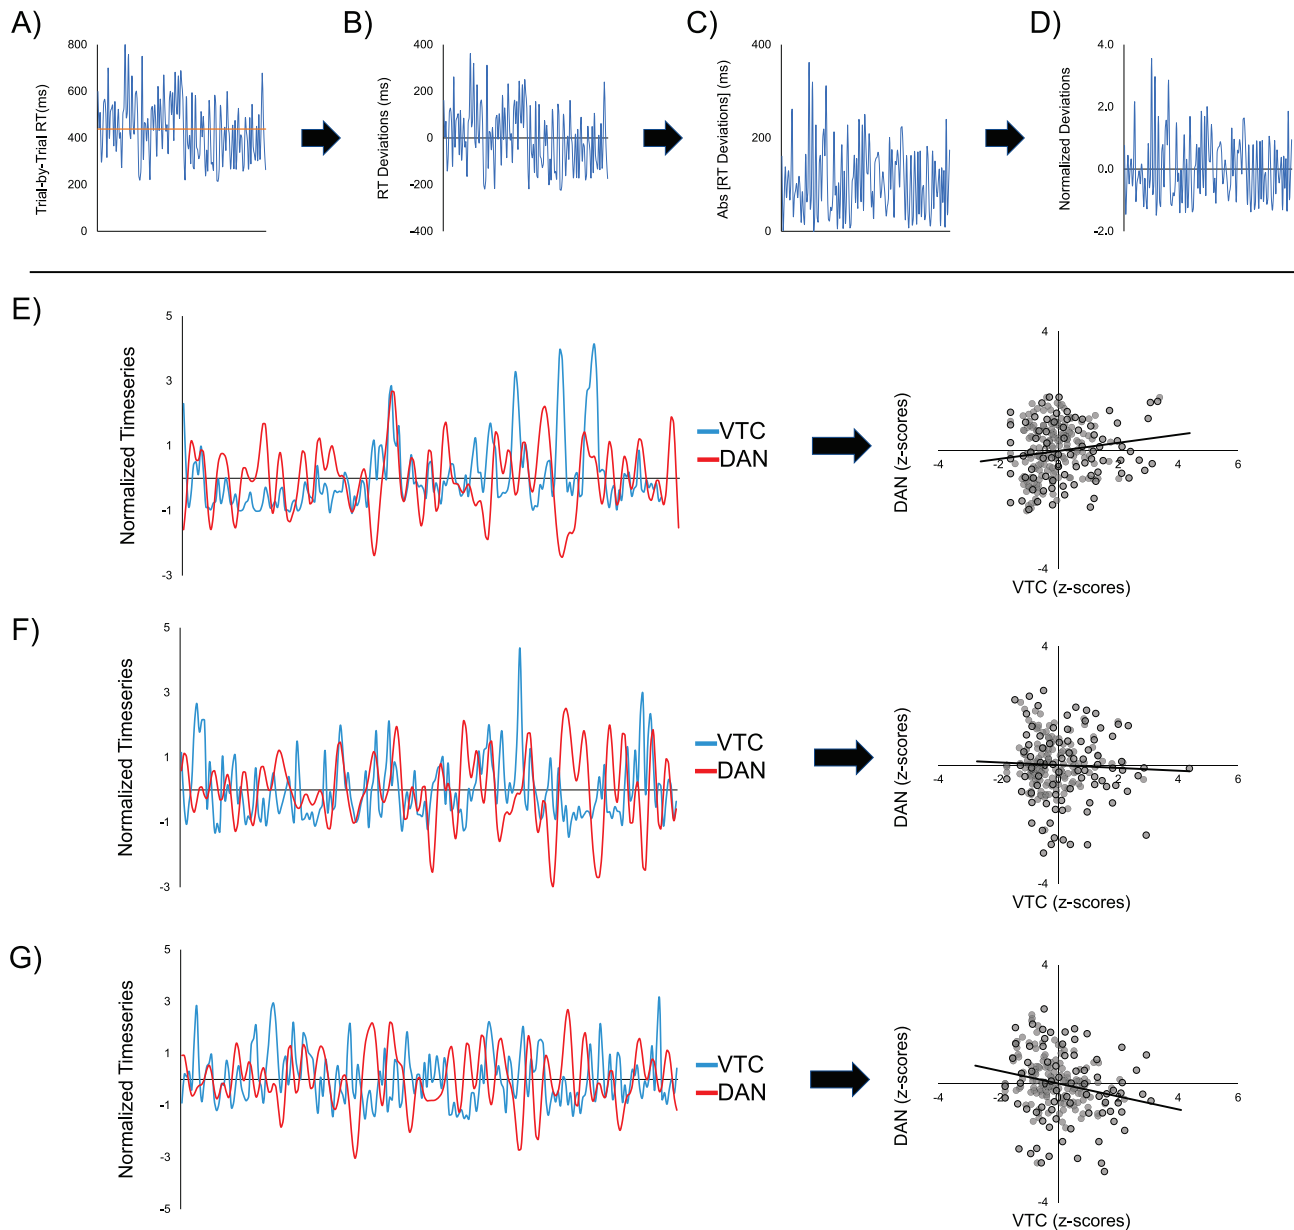 A)
B)
C)
D)
Trial-by-Trial RT(ms)
800
600
400
200
0
RT Deviations (ms)
400
200
0
-200
-400
Abs [RT Deviations] (ms)
400
200
0
Normalized Deviations
4.0
2.0
0.0
-2.0
E)
Normalized Timeseries
5
3
1
-1
-3
VTC
DAN
DAN (z-scores)
4
-4
-2
0
2
4
6
-4
VTC (z-scores)
F)
Normalized Timeseries
5
3
1
-1
-3
VTC
DAN
DAN (z-scores)
4
-4
-2
0
2
4
6
-4
VTC (z-scores)
G)
Normalized Timeseries
5
3
1
-1
-3
-5
VTC
DAN
DAN (z-scores)
4
-4
-2
0
2
4
6
-4
VTC (z-scores)